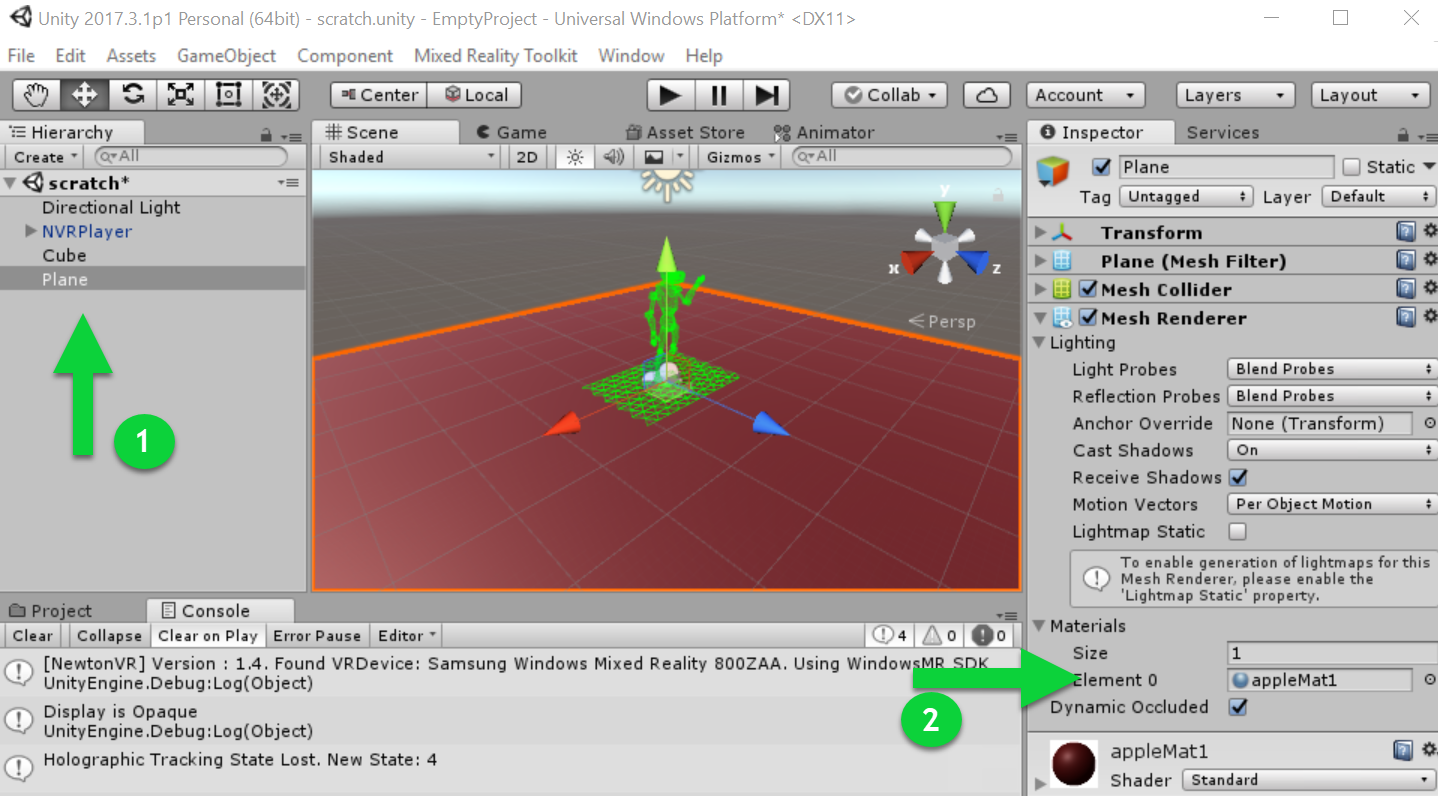 Unity 2017.3.1p1 Personal (64bit) - scratch.unity - EmptyProject - Universal Windows Platform* <DX11>
File Edit Assets GameObject Component Mixed Reality Toolkit Window Help
Center Local Collab Account Layers Layout
Hierarchy
Create All
scratch*
Directional Light
NVRPlayer
Cube
Plane
1
Scene Game Asset Store Animator
Shaded 2D Gizmos All
y
x z
Persp
Inspector Services
Plane Static
Tag Untagged Layer Default
Transform
Plane (Mesh Filter)
Mesh Collider
Mesh Renderer
Lighting
Light Probes Blend Probes
Reflection Probes Blend Probes
Anchor Override None (Transform)
Cast Shadows On
Receive Shadows
Motion Vectors Per Object Motion
Lightmap Static
To enable generation of lightmaps for this
Mesh Renderer, please enable the
'Lightmap Static' property.
Materials
Size 1
Element 0 appleMat1
Dynamic Occluded
appleMat1
Shader Standard
Project Console
Clear Collapse Clear on Play Error Pause Editor 4 0 0
[NewtonVR] Version : 1.4. Found VRDevice: Samsung Windows Mixed Reality 800ZAA. Using WindowsMR SDK
UnityEngine.Debug:Log(Object)
Display is Opaque
UnityEngine.Debug:Log(Object)
Holographic Tracking State Lost. New State: 4
2